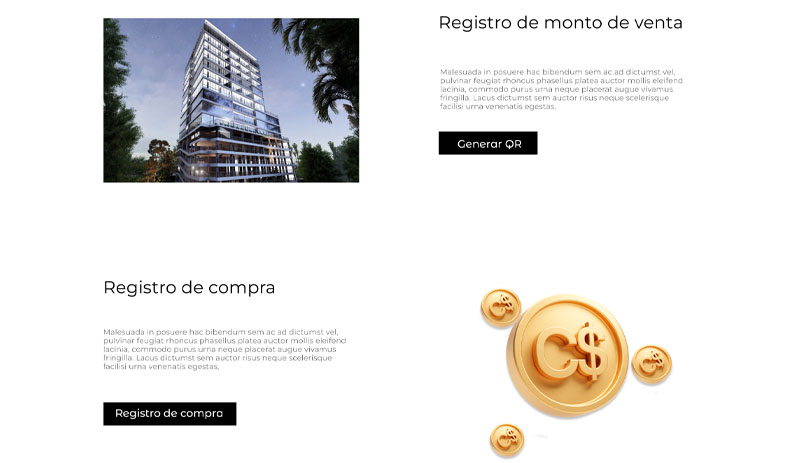 Registro de monto de venta
Malesuada in posuere hac bibendum sem ac ad dictumst vel,
pulvinar feugiat rhoncus phasellus platea auctor mollis eleifend
lacinia, commodo purus urna neque placerat augue vivamus
fringilla. Lacus dictumst sem auctor risus neque scelerisque
facilisi urna venenatis egestas.
Generar QR
Registro de compra
Malesuada in posuere hac bibendum sem ac ad dictumst vel,
pulvinar feugiat rhoncus phasellus platea auctor mollis eleifend
lacinia, commodo purus urna neque placerat augue vivamus
fringilla. Lacus dictumst sem auctor risus neque scelerisque
facilisi urna venenatis egestas.
Registro de compra
C$
C$
C$
C$